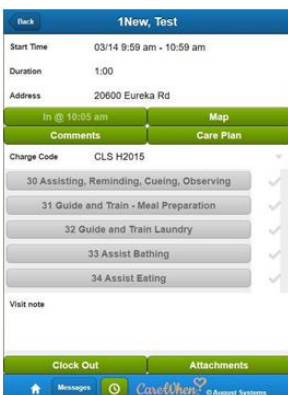 Back 1New, Test
Start Time 03/14 9:59 am - 10:59 am
Duration 1:00
Address 20600 Eureka Rd
In @ 10:05 am Map
Comments Care Plan
Charge Code CLS H2015
30 Assisting, Reminding, Cueing, Observing
31 Guide and Train - Meal Preparation
32 Guide and Train Laundry
33 Assist Bathing
34 Assist Eating
Visit note
Clock Out Attachments
Messages CareWhen? © August Systems